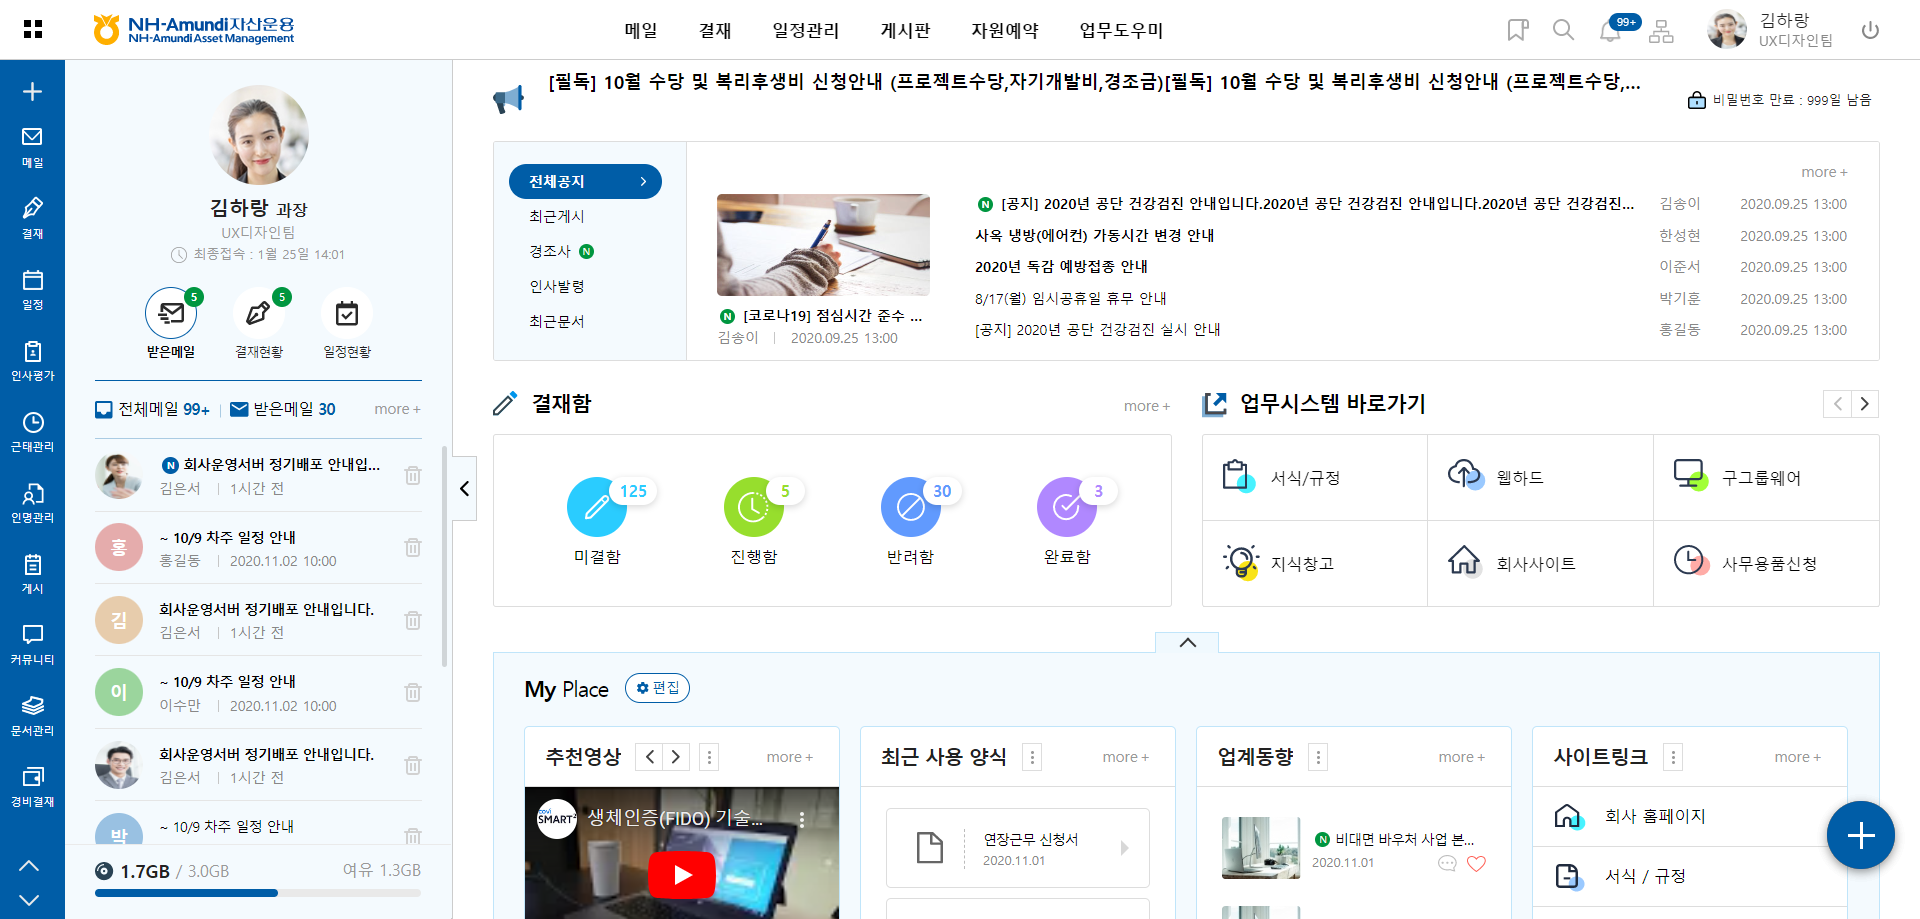 NH-Amundi자산운용
NH-Amundi Asset Management
메일 결재 일정관리 게시판 자원예약 업무도우미
99+
김하랑
UX디자인팀
메일
결재
일정
인사평가
근태관리
인명관리
게시
커뮤니티
문서관리
경비결재
김하랑 과장
UX디자인팀
최종접속 : 1월 25일 14:01
5
5
받은메일 결재현황 일정현황
전체메일 99+ 받은메일 30 more +
N 회사운영서버 정기배포 안내입...
김은서 | 1시간 전
홍
~ 10/9 차주 일정 안내
홍길동 | 2020.11.02 10:00
김
회사운영서버 정기배포 안내입니다.
김은서 | 1시간 전
이
~ 10/9 차주 일정 안내
이수만 | 2020.11.02 10:00
회사운영서버 정기배포 안내입니다.
김은서 | 1시간 전
박
~ 10/9 차주 일정 안내
1.7GB / 3.0GB 여유 1.3GB
[필독] 10월 수당 및 복리후생비 신청안내 (프로젝트수당,자기개발비,경조금)[필독] 10월 수당 및 복리후생비 신청안내 (프로젝트수당,...
비밀번호 만료 : 999일 남음
전체공지
최근게시
경조사 N
인사발령
최근문서
more +
N [코로나19] 점심시간 준수 ...
김송이 | 2020.09.25 13:00
N [공지] 2020년 공단 건강검진 안내입니다.2020년 공단 건강검진 안내입니다.2020년 공단 건강검진... 김송이 2020.09.25 13:00
사옥 냉방(에어컨) 가동시간 변경 안내 한성현 2020.09.25 13:00
2020년 독감 예방접종 안내 이준서 2020.09.25 13:00
8/17(월) 임시공휴일 휴무 안내 박기훈 2020.09.25 13:00
[공지] 2020년 공단 건강검진 실시 안내 홍길동 2020.09.25 13:00
결재함 more +
125 5 30 3
미결함 진행함 반려함 완료함
업무시스템 바로가기
서식/규정 웹하드 구그룹웨어
지식창고 회사사이트 사무용품신청
My Place 편집
추천영상 more +
covi
SMART²
생체인증(FIDO) 기술...
최근 사용 양식 more +
연장근무 신청서
2020.11.01
업계동향 more +
N 비대면 바우처 사업 본...
2020.11.01
사이트링크 more +
회사 홈페이지
서식 / 규정